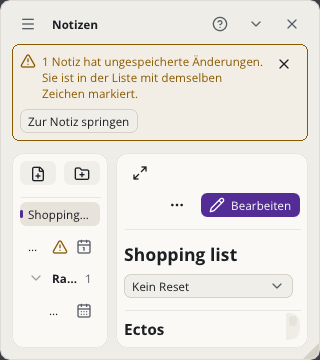 Notizen
1 Notiz hat ungespeicherte Änderungen.
Sie ist in der Liste mit demselben
Zeichen markiert.
Zur Notiz springen
Shopping...
...
1
Ra... 1
...
Bearbeiten
Shopping list
Kein Reset
Ectos